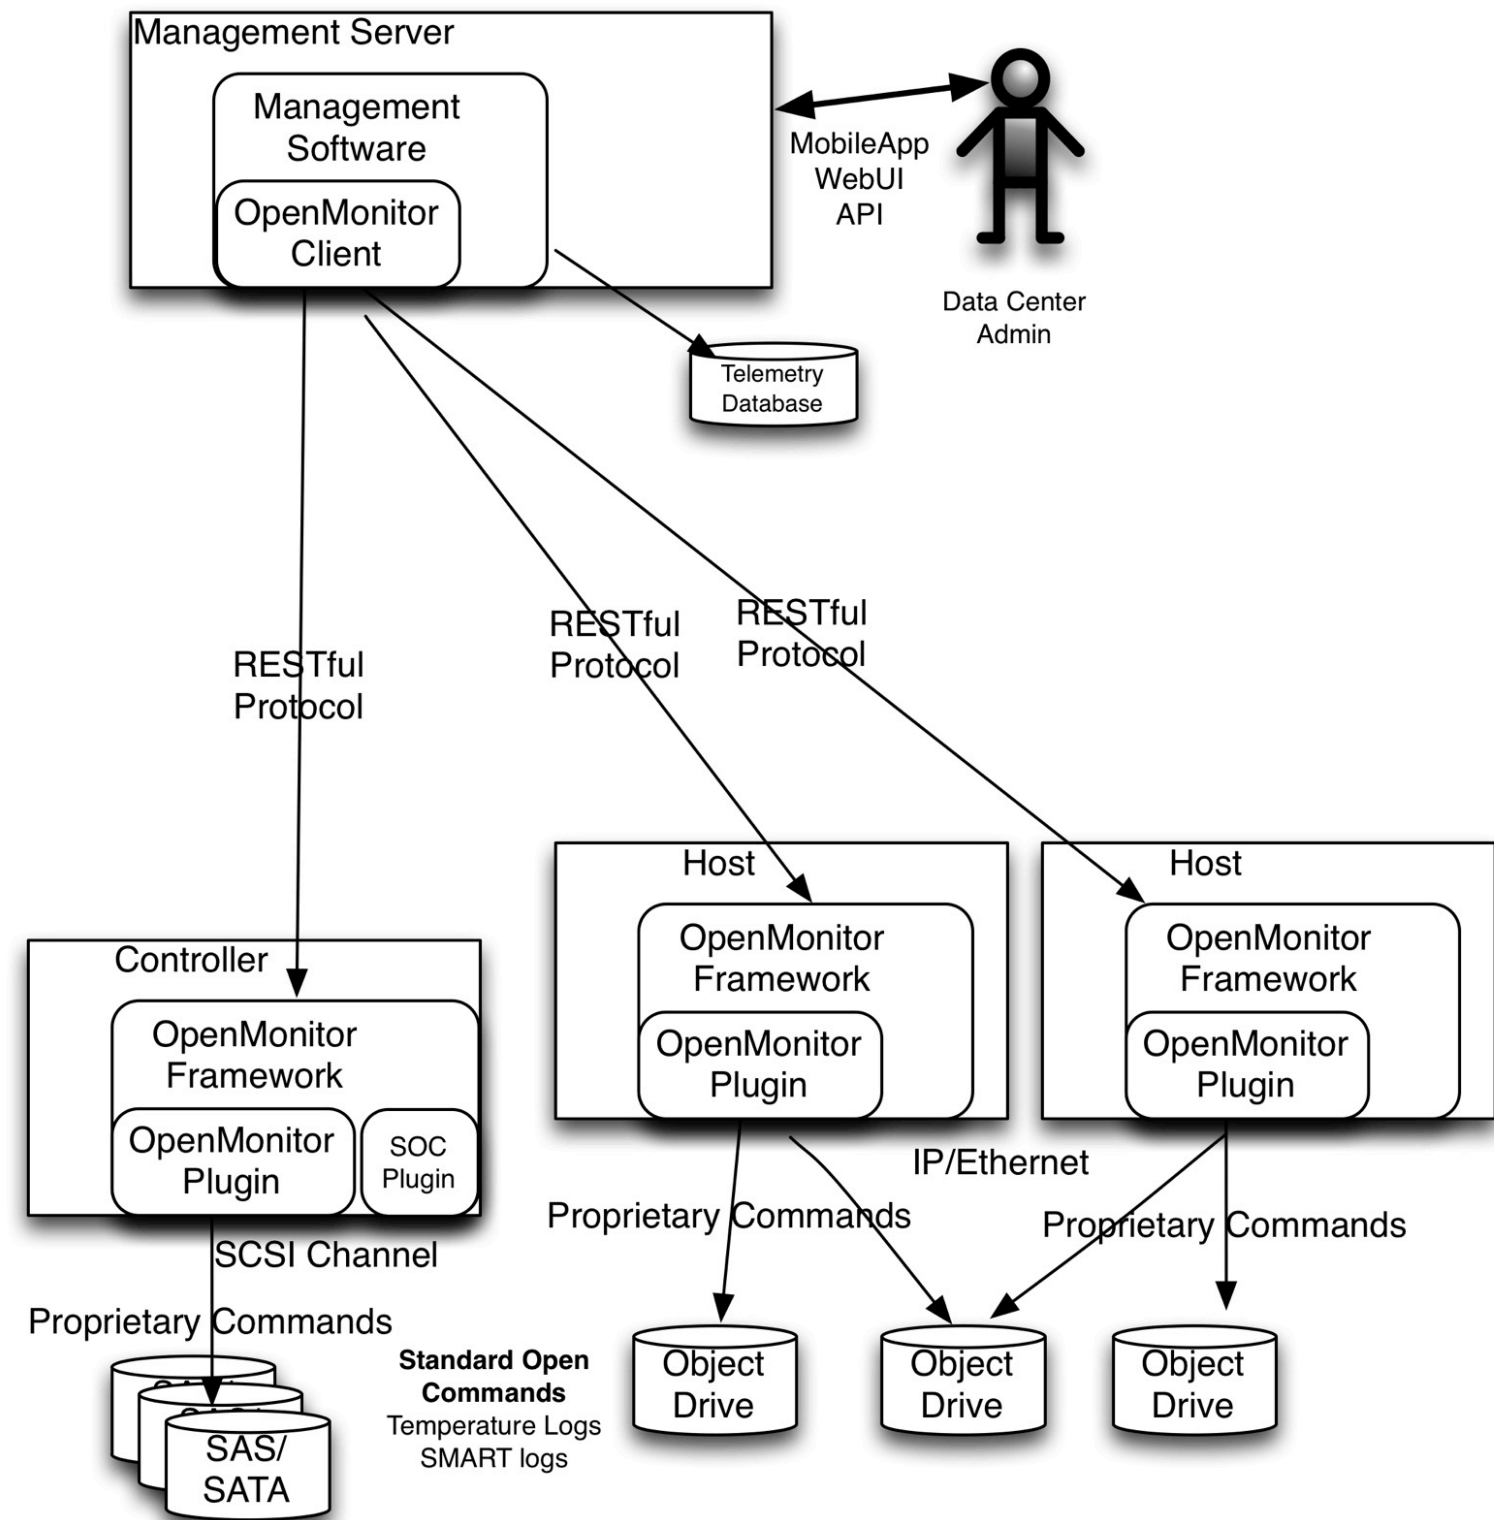 Management Server
Management
Software
OpenMonitor
Client
MobileApp
WebUI
API
Data Center
Admin
Telemetry
Database
RESTful
Protocol
RESTful
Protocol
RESTful
Protocol
Controller
OpenMonitor
Framework
OpenMonitor
Plugin
SOC
Plugin
SCSI Channel
Proprietary Commands
SAS/
SATA
Standard Open
Commands
Temperature Logs
SMART logs
Host
OpenMonitor
Framework
OpenMonitor
Plugin
Host
OpenMonitor
Framework
OpenMonitor
Plugin
IP/Ethernet
Proprietary Commands
Proprietary Commands
Object
Drive
Object
Drive
Object
Drive